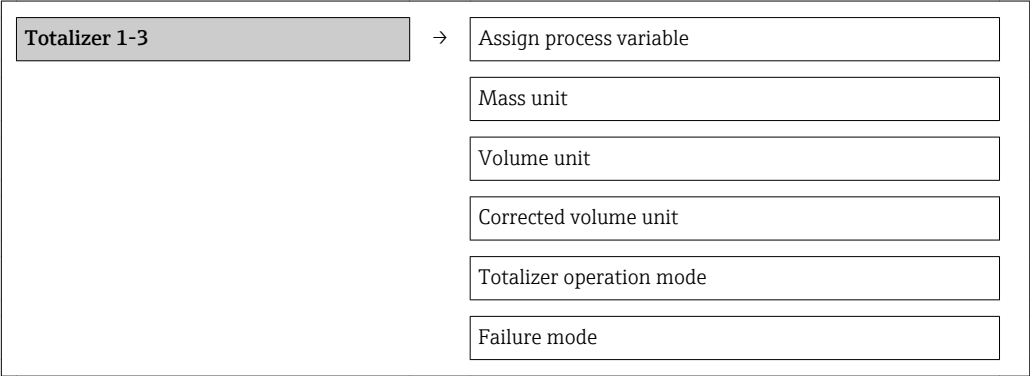 Totalizer 1-3 → Assign process variable
Mass unit
Volume unit
Corrected volume unit
Totalizer operation mode
Failure mode